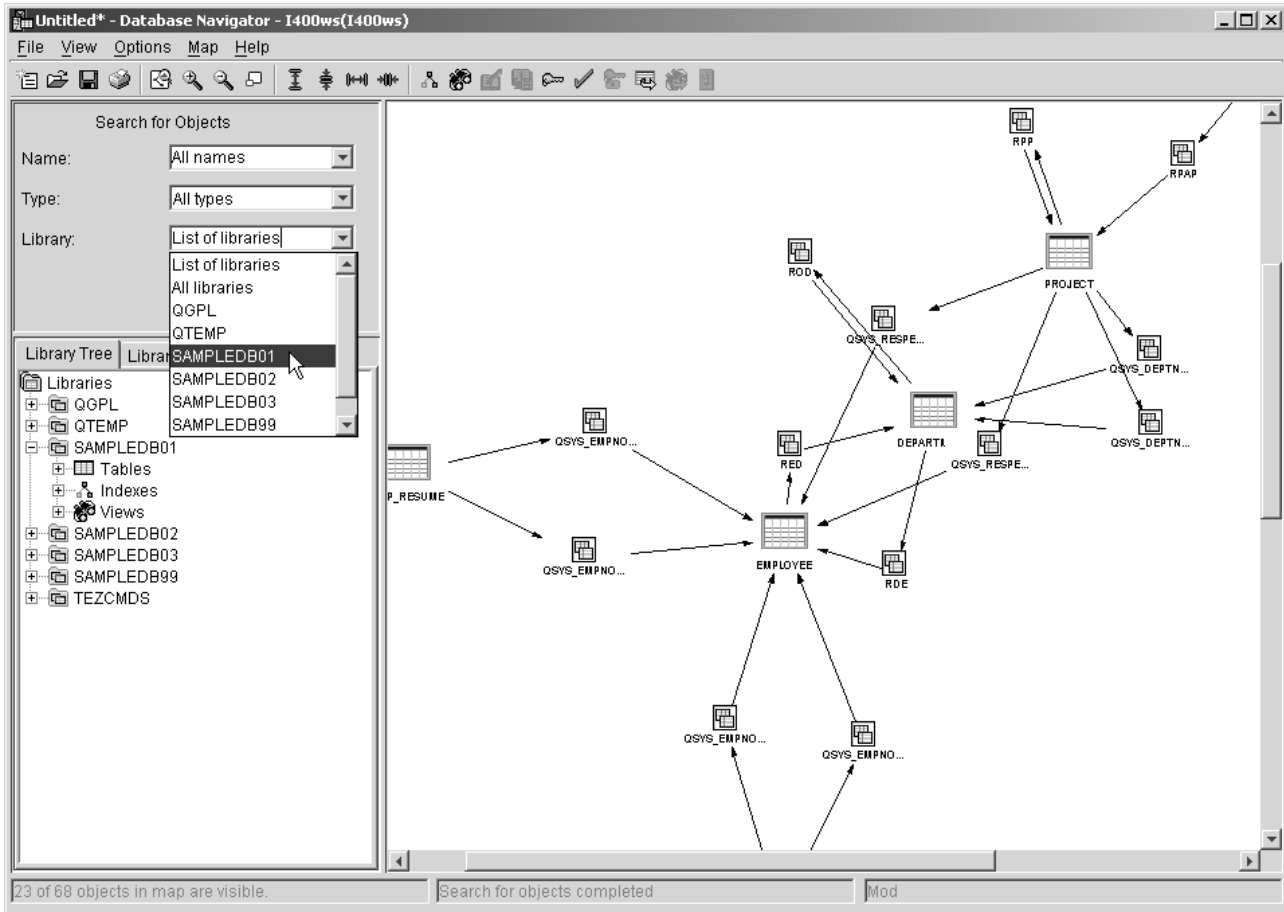 Untitled* - Database Navigator - I400ws(I400ws)
File View Options Map Help
Search for Objects
Name: All names
Type: All types
Library: List of libraries
List of libraries
All libraries
QGPL
QTEMP
SAMPLEDB01
SAMPLEDB02
SAMPLEDB03
SAMPLEDB99
Library Tree Librar
Libraries
QGPL
QTEMP
SAMPLEDB01
Tables
Indexes
Views
SAMPLEDB02
SAMPLEDB03
SAMPLEDB99
TEZCMDS
RPP
RPAP
ROD
PROJECT
QSYS_RESPE...
QSYS_DEPTN...
QSYS_EMPNO...
DEPARTM
QSYS_DEPTN...
RED
QSYS_RESPE...
P_RESUME
QSYS_EMPNO...
EMPLOYEE
RDE
QSYS_EMPNO...
QSYS_EMPNO...
23 of 68 objects in map are visible.
Search for objects completed
Mod